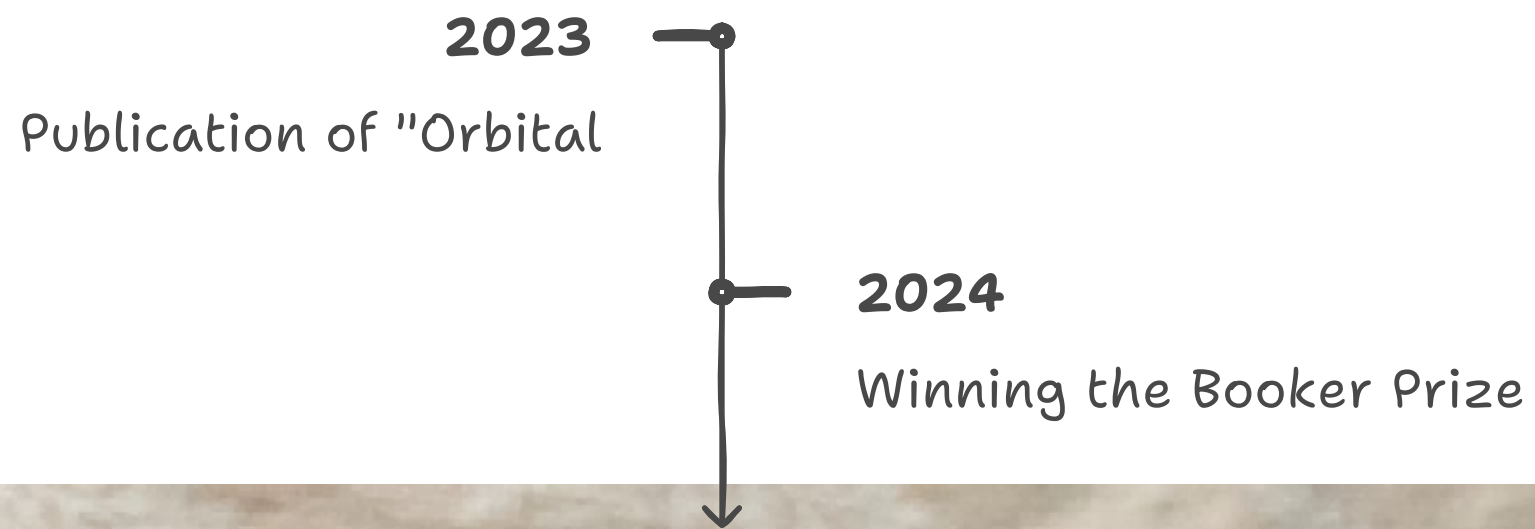 2023
Publication of "Orbital
2024
Winning the Booker Prize